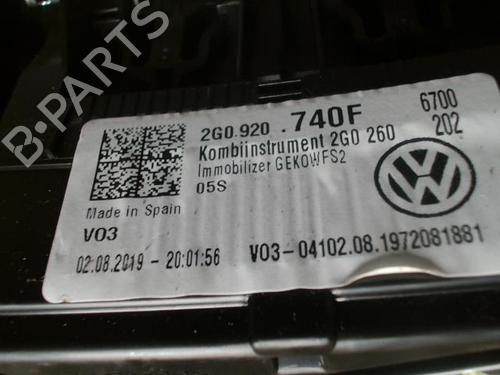 2G0.920 .740F 6700
Kombiinstrument 2G0 260 202
Immobilizer GEKOWFS2
05S
Made in Spain
V03
02.08.2019 - 20:01:56 V03-04102.08.1972081881
B-PARTS